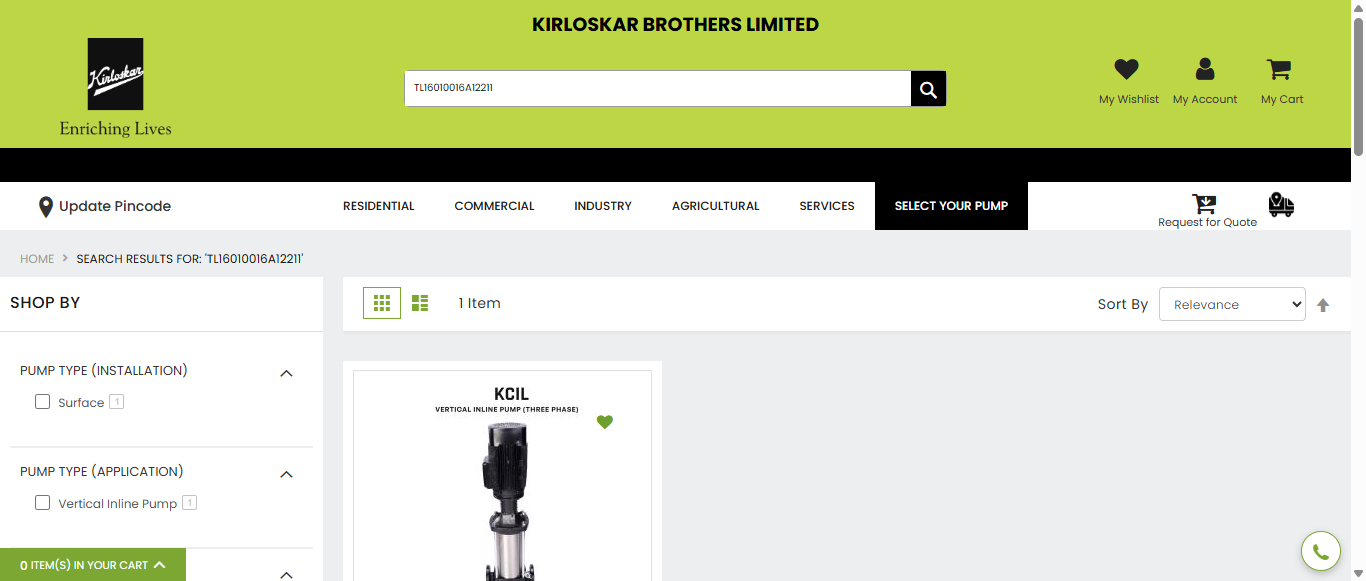 KIRLOSKAR BROTHERS LIMITED
Kirloskar
Enriching Lives
TL16010016A12211
My Wishlist
My Account
My Cart
Update Pincode
RESIDENTIAL
COMMERCIAL
INDUSTRY
AGRICULTURAL
SERVICES
SELECT YOUR PUMP
Request for Quote
HOME > SEARCH RESULTS FOR: 'TL16010016A12211'
SHOP BY
1 Item
Sort By
Relevance
PUMP TYPE (INSTALLATION)
Surface 1
PUMP TYPE (APPLICATION)
Vertical Inline Pump 1
KCIL
VERTICAL INLINE PUMP (THREE PHASE)
0 ITEM(S) IN YOUR CART